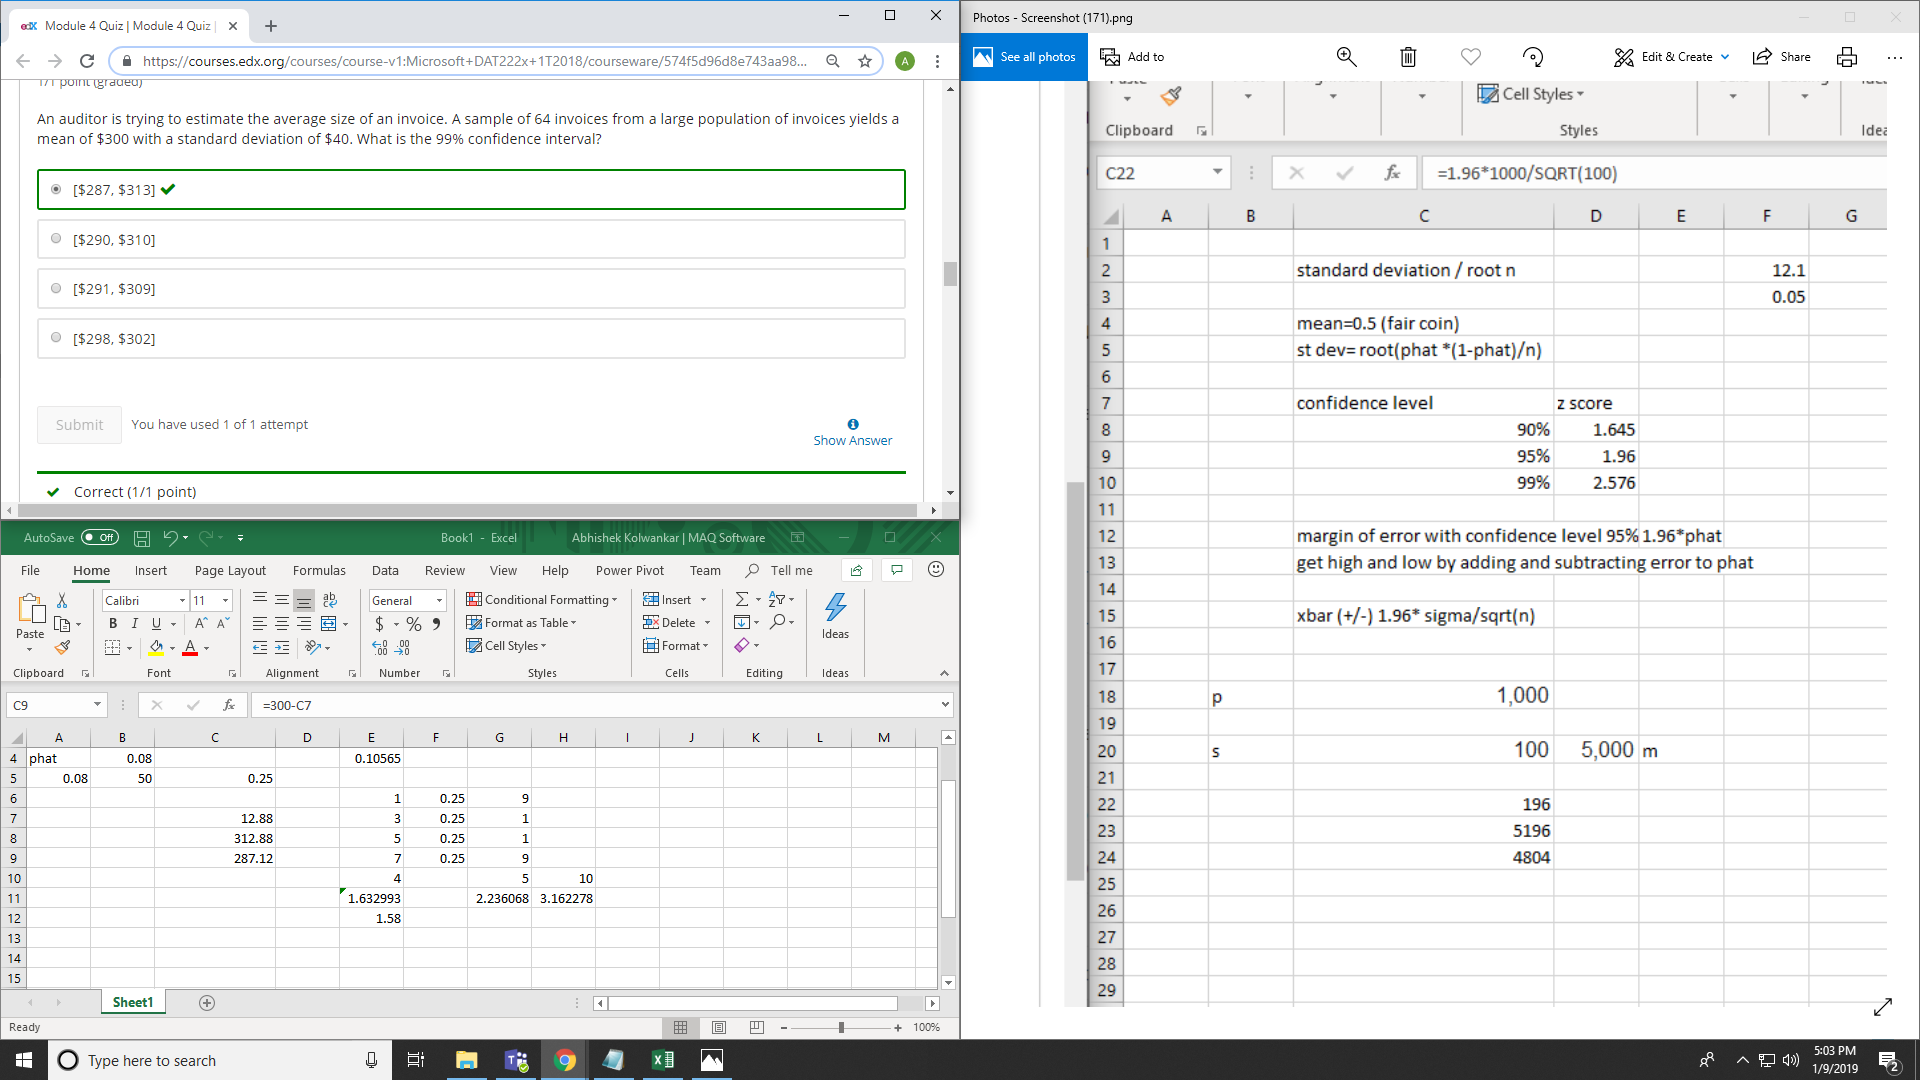 Module 4 Quiz | Module 4 Quiz |
https://courses.edx.org/courses/course-v1:Microsoft+DAT222x+1T2018/courseware/574f5d96d8e743aa98...
A
1/1 point (graded)
An auditor is trying to estimate the average size of an invoice. A sample of 64 invoices from a large population of invoices yields a
mean of $300 with a standard deviation of $40. What is the 99% confidence interval?
[$287, $313]
[$290, $310]
[$291, $309]
[$298, $302]
Submit
You have used 1 of 1 attempt
Show Answer
Correct (1/1 point)
AutoSave Off
Book1 - Excel
Abhishek Kolwankar | MAQ Software
File Home Insert Page Layout Formulas Data Review View Help Power Pivot Team Tell me
Paste
Calibri 11
B I U
General
$ % ,
Conditional Formatting
Format as Table
Cell Styles
Insert
Delete
Format
Ideas
Clipboard Font Alignment Number Styles Cells Editing Ideas
C9 fx =300-C7
A B C D E F G H I J K L M
4 phat 0.08 0.10565
5 0.08 50 0.25
6 1 0.25 9
7 12.88 3 0.25 1
8 312.88 5 0.25 1
9 287.12 7 0.25 9
10 4 5 10
11 1.632993 2.236068 3.162278
12 1.58
13
14
15
Sheet1
Ready
100%
Photos - Screenshot (171).png
See all photos
Add to
Edit & Create
Share
Cell Styles
Clipboard
Styles
C22 fx =1.96*1000/SQRT(100)
A B C D E F G
1
2 standard deviation / root n 12.1
3 0.05
4 mean=0.5 (fair coin)
5 st dev= root(phat *(1-phat)/n)
6
7 confidence level z score
8 90% 1.645
9 95% 1.96
10 99% 2.576
11
12 margin of error with confidence level 95% 1.96*phat
13 get high and low by adding and subtracting error to phat
14
15 xbar (+/-) 1.96* sigma/sqrt(n)
16
17
18 p 1,000
19
20 s 100 5,000 m
21
22 196
23 5196
24 4804
25
26
27
28
29
Type here to search
5:03 PM
1/9/2019
2